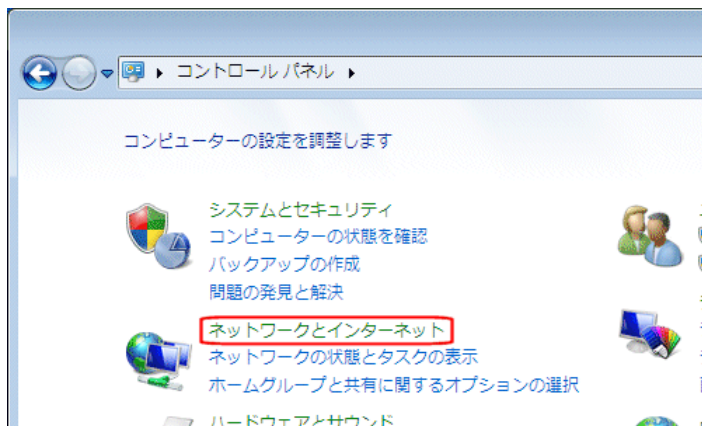 コントロール パネル
コンピューターの設定を調整します
システムとセキュリティ
コンピューターの状態を確認
バックアップの作成
問題の発見と解決
ネットワークとインターネット
ネットワークの状態とタスクの表示
ホームグループと共有に関するオプションの選択
ハードウェアとサウンド